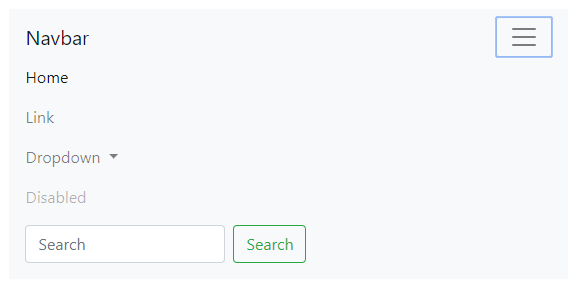 Navbar
Home
Link
Dropdown
Disabled
Search Search